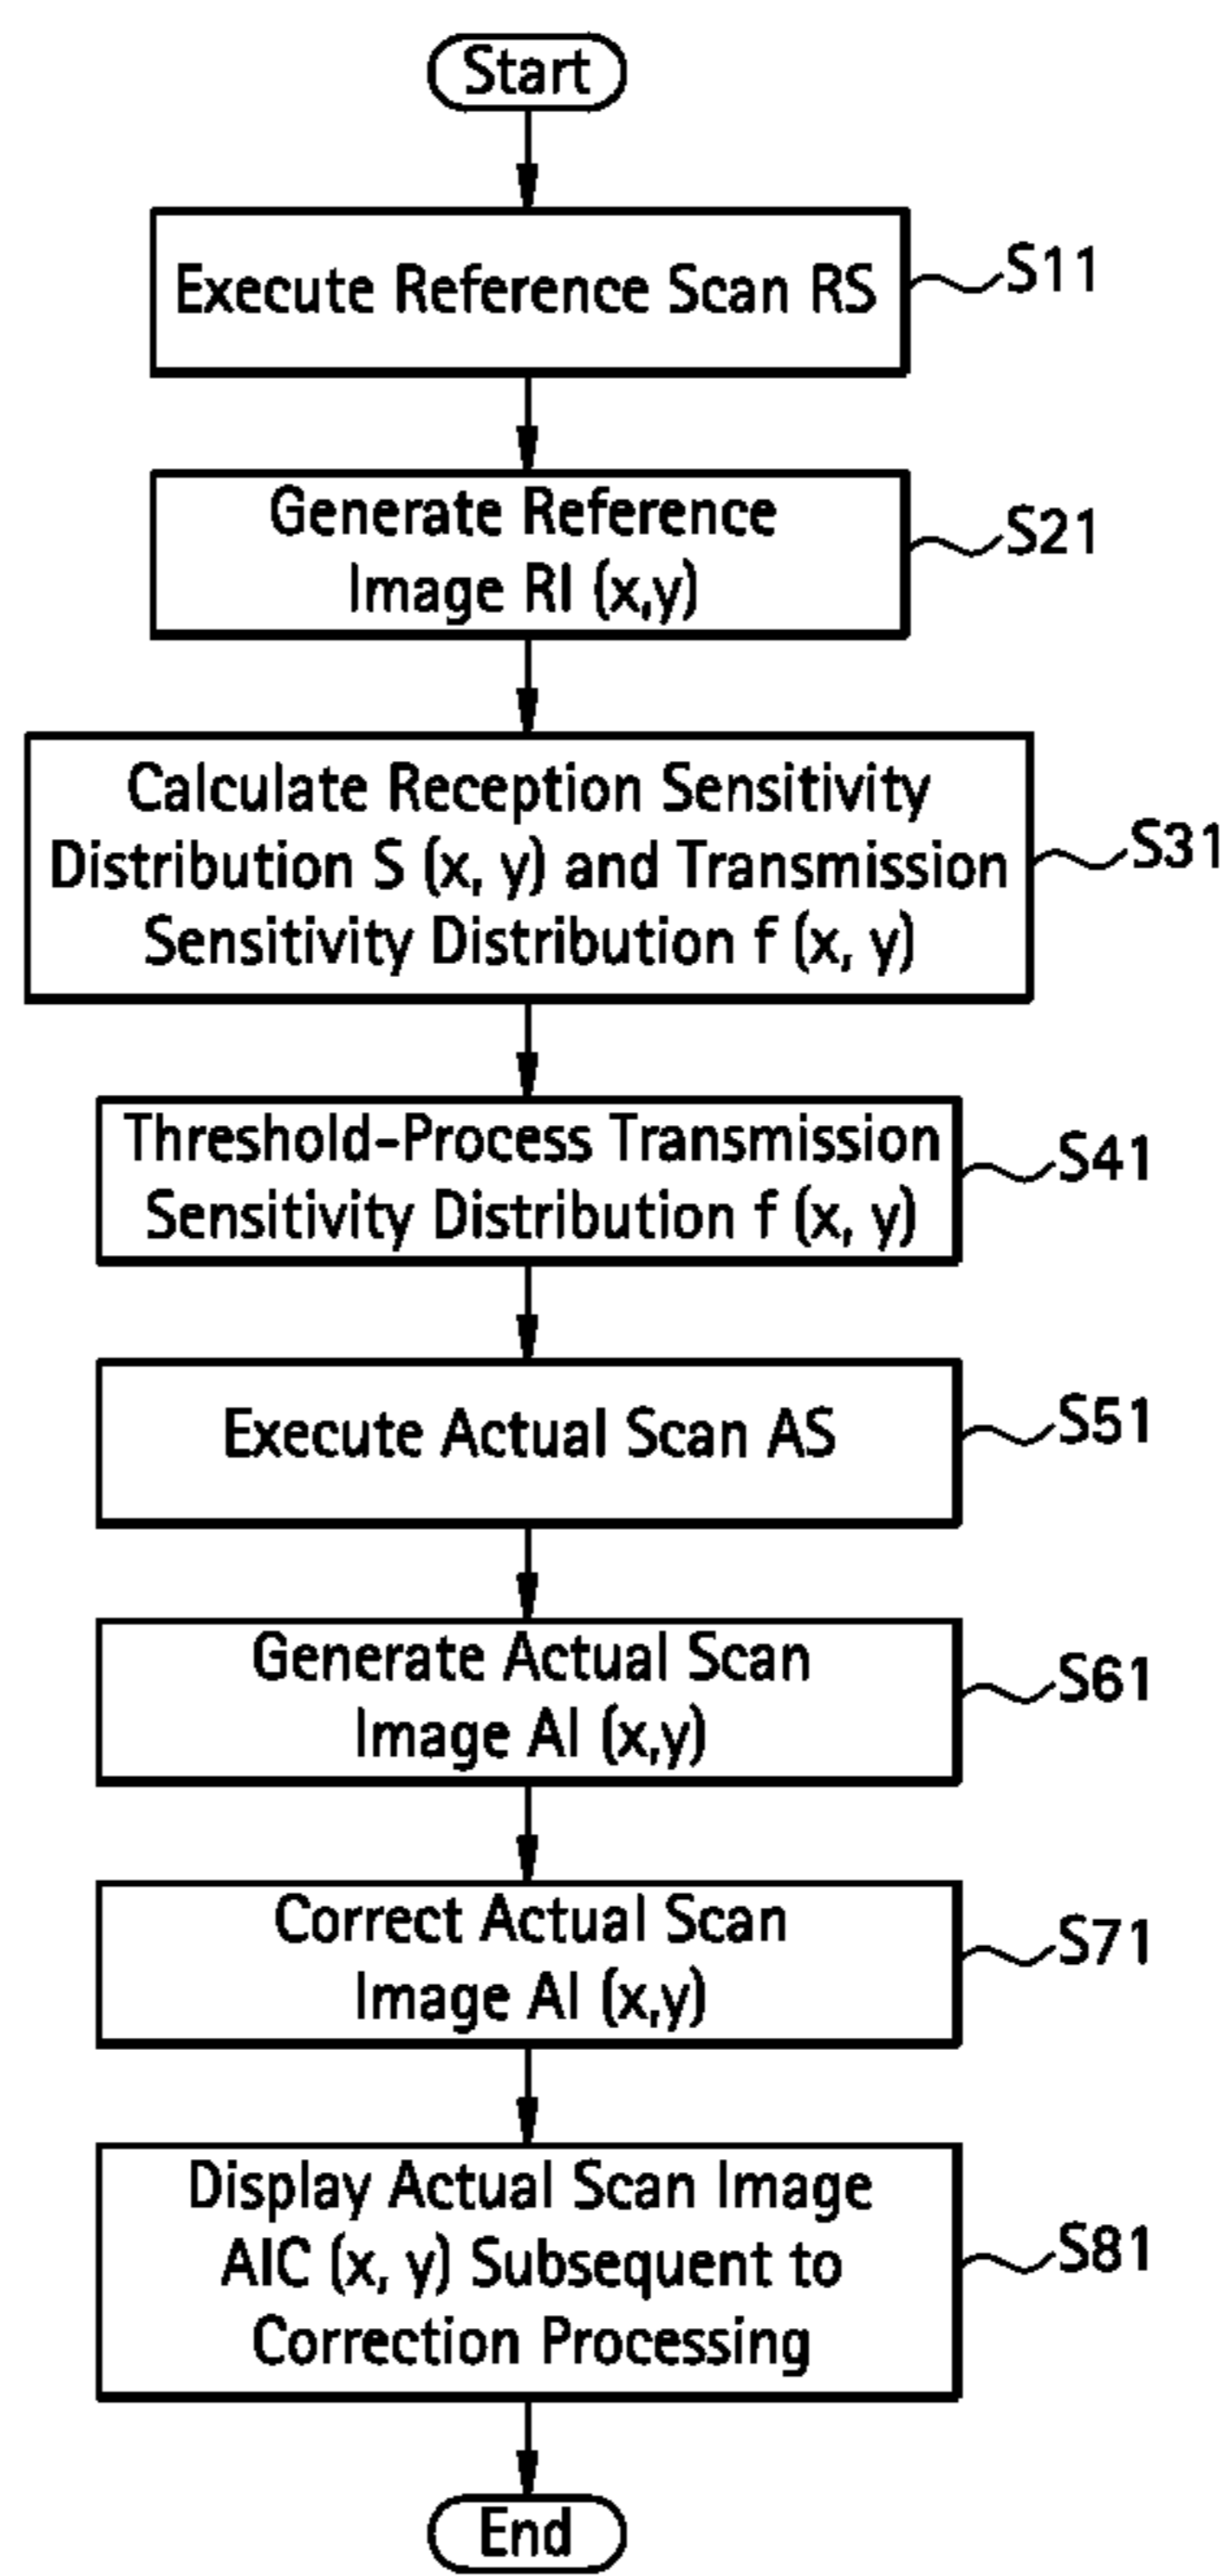 Start
Execute Reference Scan RS
S11
Generate Reference
Image RI (x,y)
S21
Calculate Reception Sensitivity
Distribution S (x, y) and Transmission
Sensitivity Distribution f (x, y)
S31
Threshold-Process Transmission
Sensitivity Distribution f (x, y)
S41
Execute Actual Scan AS
S51
Generate Actual Scan
Image AI (x,y)
S61
Correct Actual Scan
Image AI (x,y)
S71
Display Actual Scan Image
AIC (x, y) Subsequent to
Correction Processing
S81
End